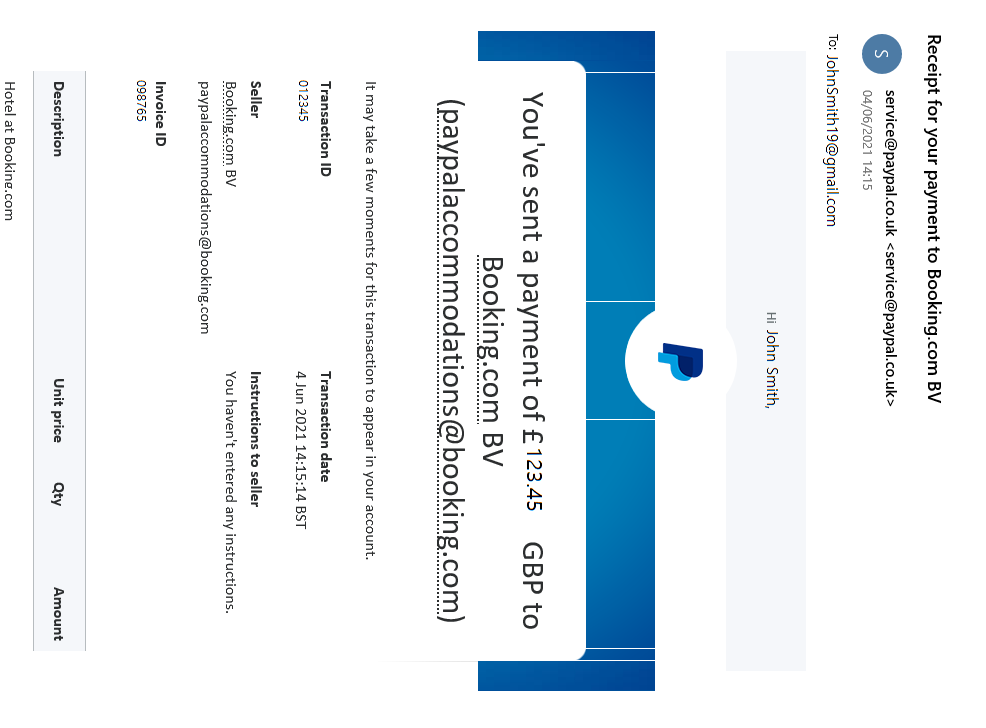 Receipt for your payment to Booking.com BV
S
service@paypal.co.uk <service@paypal.co.uk>
04/06/2021 14:15
To: JohnSmith19@gmail.com
Hi John Smith,
You've sent a payment of £ 123.45 GBP to
Booking.com BV
(paypalaccommodations@booking.com)
It may take a few moments for this transaction to appear in your account.
Transaction ID Transaction date
012345 4 Jun 2021 14:15:14 BST
Seller Instructions to seller
Booking.com BV You haven't entered any instructions.
paypalaccommodations@booking.com
Invoice ID
098765
Description Unit price Qty Amount
Hotel at Booking.com